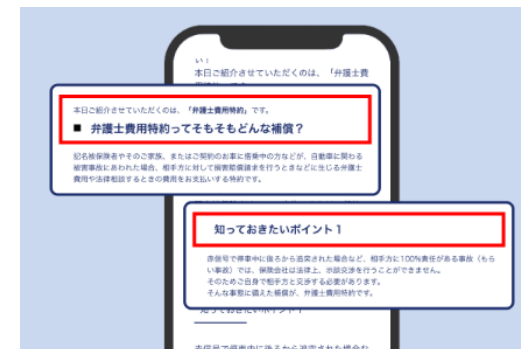 い！
本日ご紹介させていただくのは、「弁護士費
本日ご紹介させていただくのは、「弁護士費用特約」です。
■ 弁護士費用特約ってそもそもどんな補償？
記名被保険者やそのご家族、またはご契約のお車に搭乗中の方などが、自動車に関わる
被害事故にあわれた場合、相手方に対して損害賠償請求を行うときなどに生じる弁護士
費用や法律相談するときの費用をお支払いする特約です。
知っておきたいポイント1
赤信号で停車中に後ろから追突された場合など、相手方に100%責任がある事故（もら
い事故）では、保険会社は法律上、示談交渉を行うことができません。
そのためご自身で相手方と交渉する必要があります。
そんな事態に備えた補償が、弁護士費用特約です。
知っておきたいポイント1
赤信号で停車中に後ろから追突された場合な